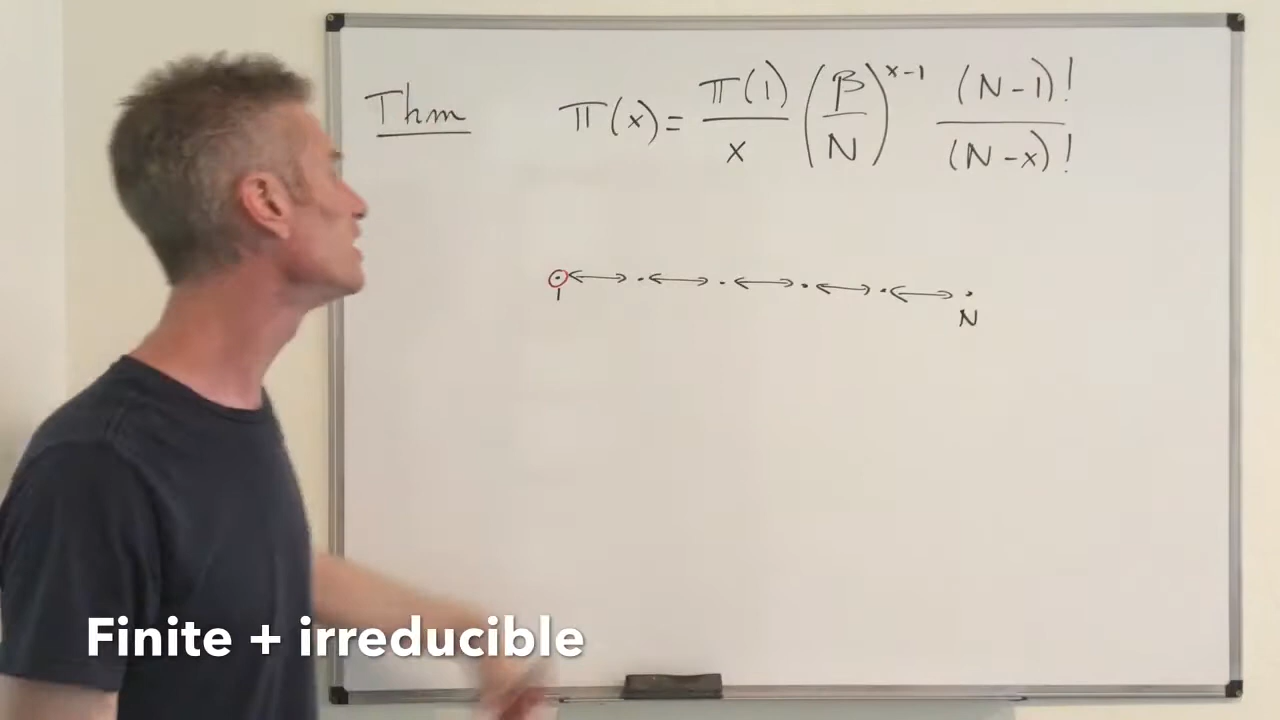 Thm π(x) = π(1)/x (β/N)^(x-1) (N-1)!/(N-x)!
1 N
Finite + irreducible